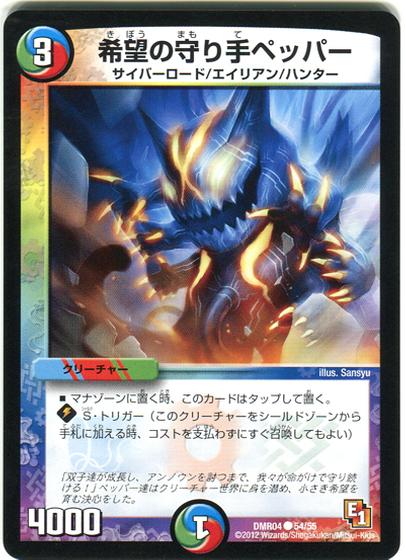 3
きぼう まも て
希望の守り手ペッパー
サイバーロード/エイリアン/ハンター
illus. Sansyu
クリーチャー
■ マナゾーンに置く時、このカードはタップして置く。
S・トリガー（このクリーチャーをシールドゾーンから
手札に加える時、コストを支払わずにすぐ召喚してもよい）
「双子達が成長し、アンノウンを討つまで、我々が命がけで守り続
ける!」ペッパー達はクリーチャー世界に身を潜め、小さき希望を
育む決心をした。
4000
1
DMR04 ● 54/55
©2012 Wizards/Shogakukan/Mitsui-Kids
E1